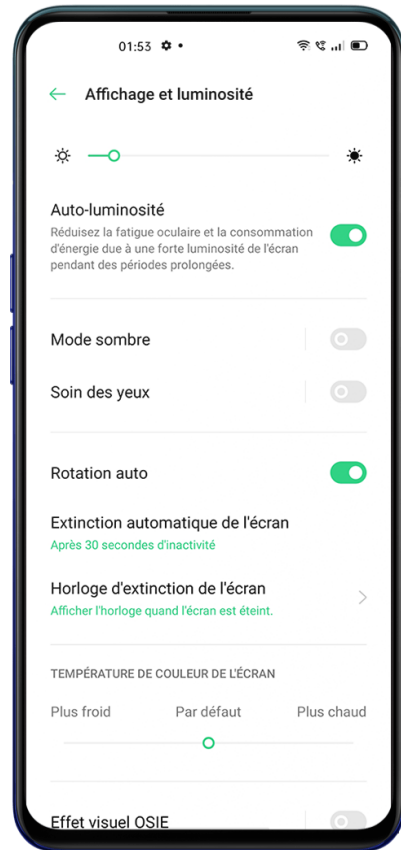 01:53
Affichage et luminosité
Auto-luminosité
Réduisez la fatigue oculaire et la consommation
d'énergie due à une forte luminosité de l'écran
pendant des périodes prolongées.
Mode sombre
Soin des yeux
Rotation auto
Extinction automatique de l'écran
Après 30 secondes d'inactivité
Horloge d'extinction de l'écran
Afficher l'horloge quand l'écran est éteint.
TEMPÉRATURE DE COULEUR DE L'ÉCRAN
Plus froid Par défaut Plus chaud
Effet visuel OSIE